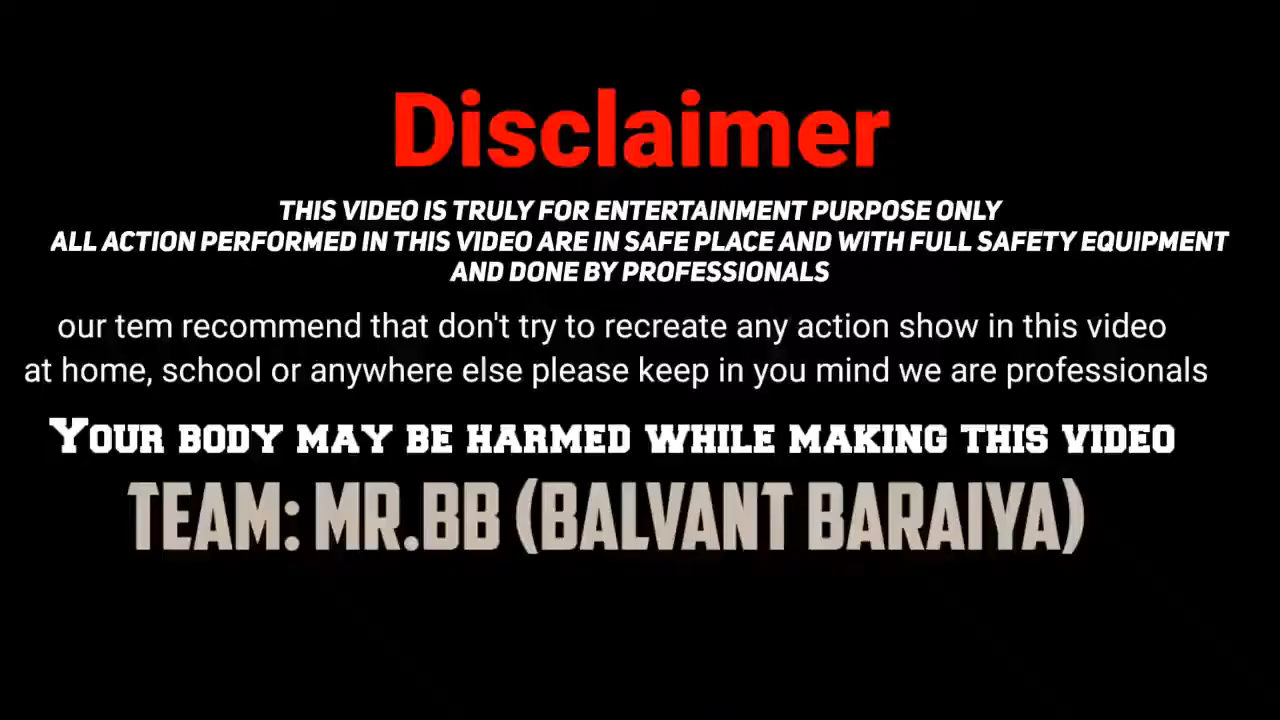 Disclaimer
THIS VIDEO IS TRULY FOR ENTERTAINMENT PURPOSE ONLY
ALL ACTION PERFORMED IN THIS VIDEO ARE IN SAFE PLACE AND WITH FULL SAFETY EQUIPMENT
AND DONE BY PROFESSIONALS
our tem recommend that don't try to recreate any action show in this video
at home, school or anywhere else please keep in you mind we are professionals
YOUR BODY MAY BE HARMED WHILE MAKING THIS VIDEO
TEAM: MR.BB (BALVANT BARAIYA)